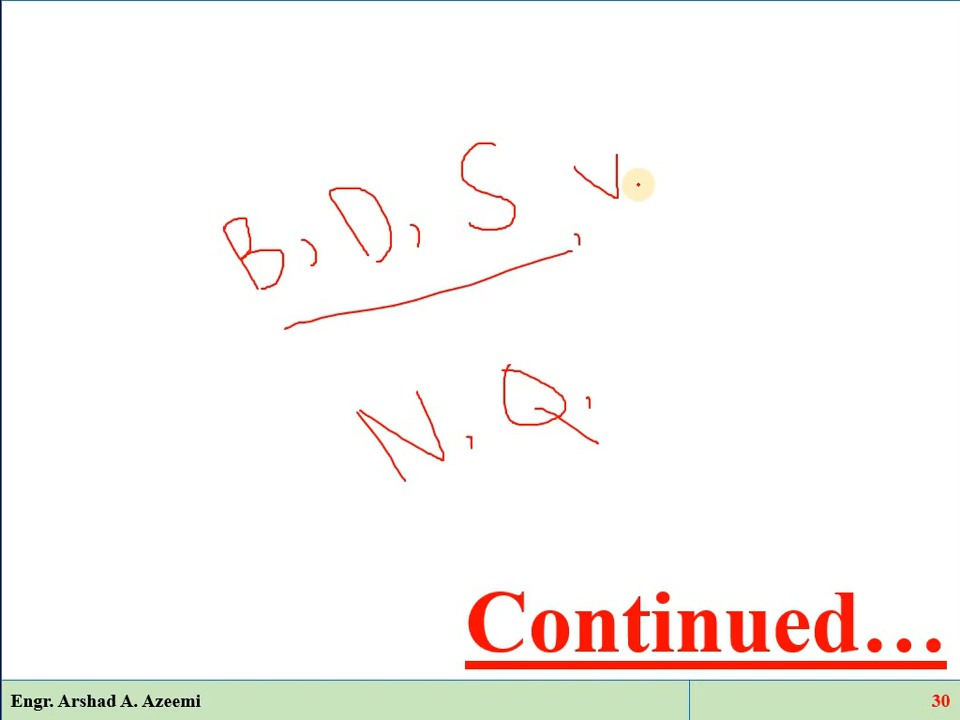 B, D, S, V
N, Q,
Continued...
Engr. Arshad A. Azeemi
30